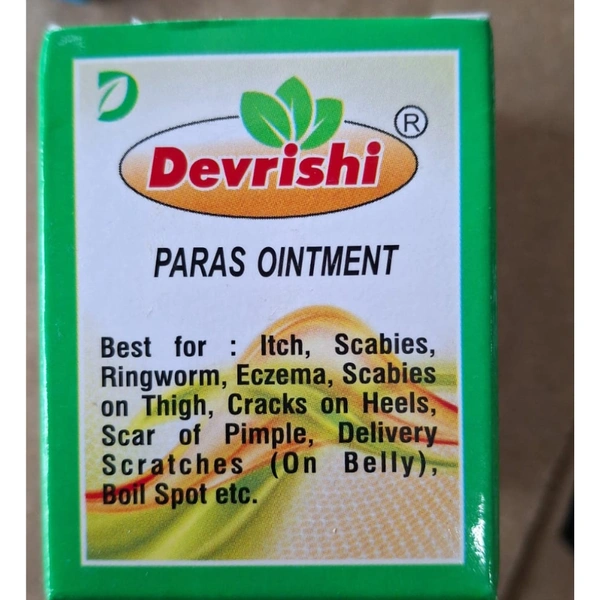 Devrishi ®
PARAS OINTMENT
Best for : Itch, Scabies,
Ringworm, Eczema, Scabies
on Thigh, Cracks on Heels,
Scar of Pimple, Delivery
Scratches (On Belly),
Boil Spot etc.